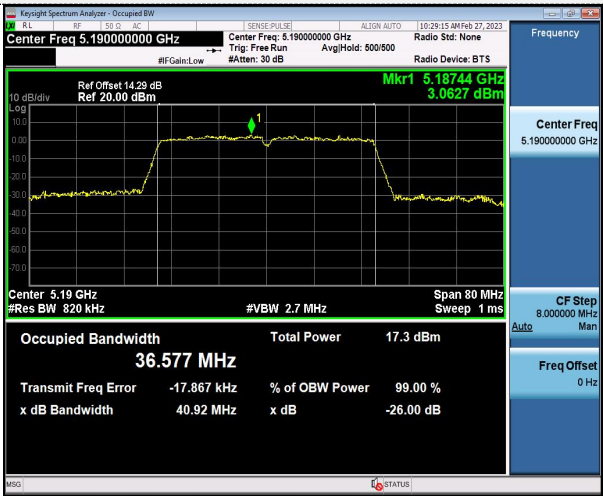 Keysight Spectrum Analyzer - Occupied BW
RL RF 50 Ω AC SENSE:PULSE ALIGN AUTO 10:29:15 AM Feb 27, 2023
Center Freq 5.190000000 GHz
Center Freq: 5.190000000 GHz Radio Std: None
Trig: Free Run Avg|Hold: 500/500
#IFGain:Low #Atten: 30 dB Radio Device: BTS
Frequency
Mkr1 5.18744 GHz
3.0627 dBm
Ref Offset 14.29 dB
10 dB/div Ref 20.00 dBm
Log
10.0
0.00
-10.0
-20.0
-30.0
-40.0
-50.0
-60.0
-70.0
1
Center 5.19 GHz Span 80 MHz
#Res BW 820 kHz #VBW 2.7 MHz Sweep 1 ms
Center Freq
5.190000000 GHz
CF Step
8.000000 MHz
Auto Man
Freq Offset
0 Hz
Occupied Bandwidth Total Power 17.3 dBm
36.577 MHz
Transmit Freq Error -17.867 kHz % of OBW Power 99.00 %
x dB Bandwidth 40.92 MHz x dB -26.00 dB
MSG STATUS